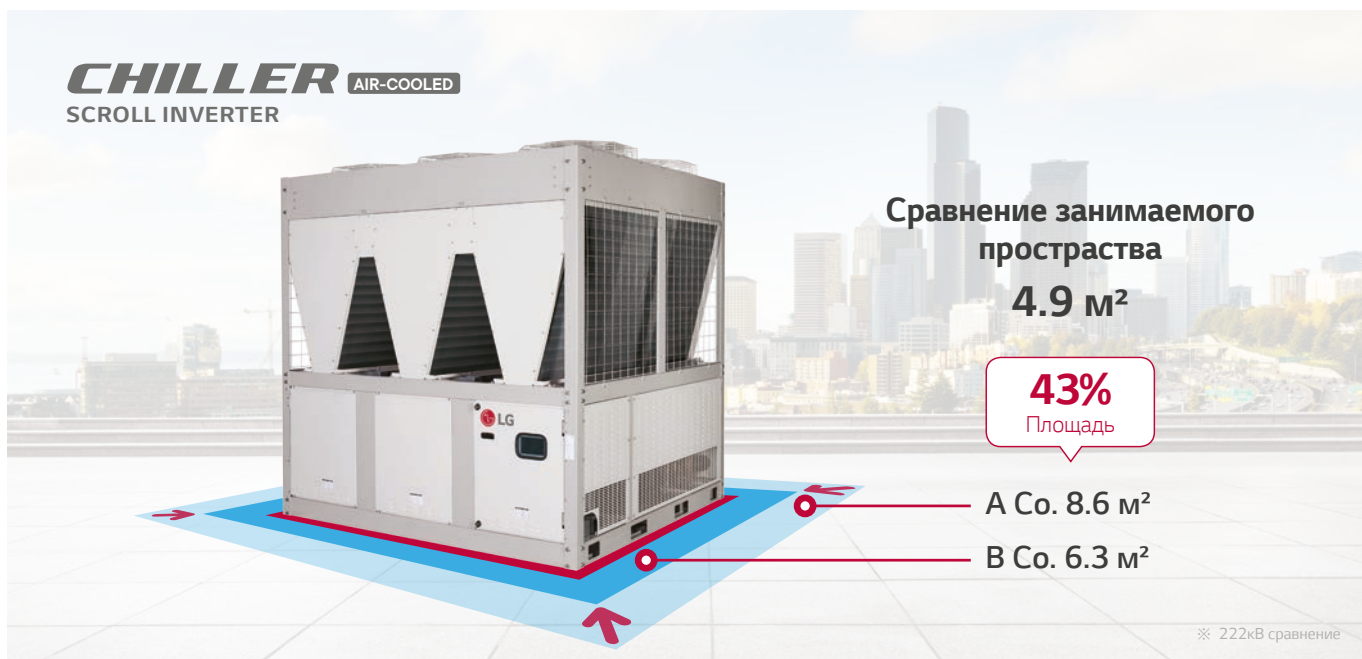 CHILLER AIR-COOLED
SCROLL INVERTER
Сравнение занимаемого
простраства
4.9 м²
43%
Площадь
LG
A Co. 8.6 м²
B Co. 6.3 м²
※ 222кВ сравнение